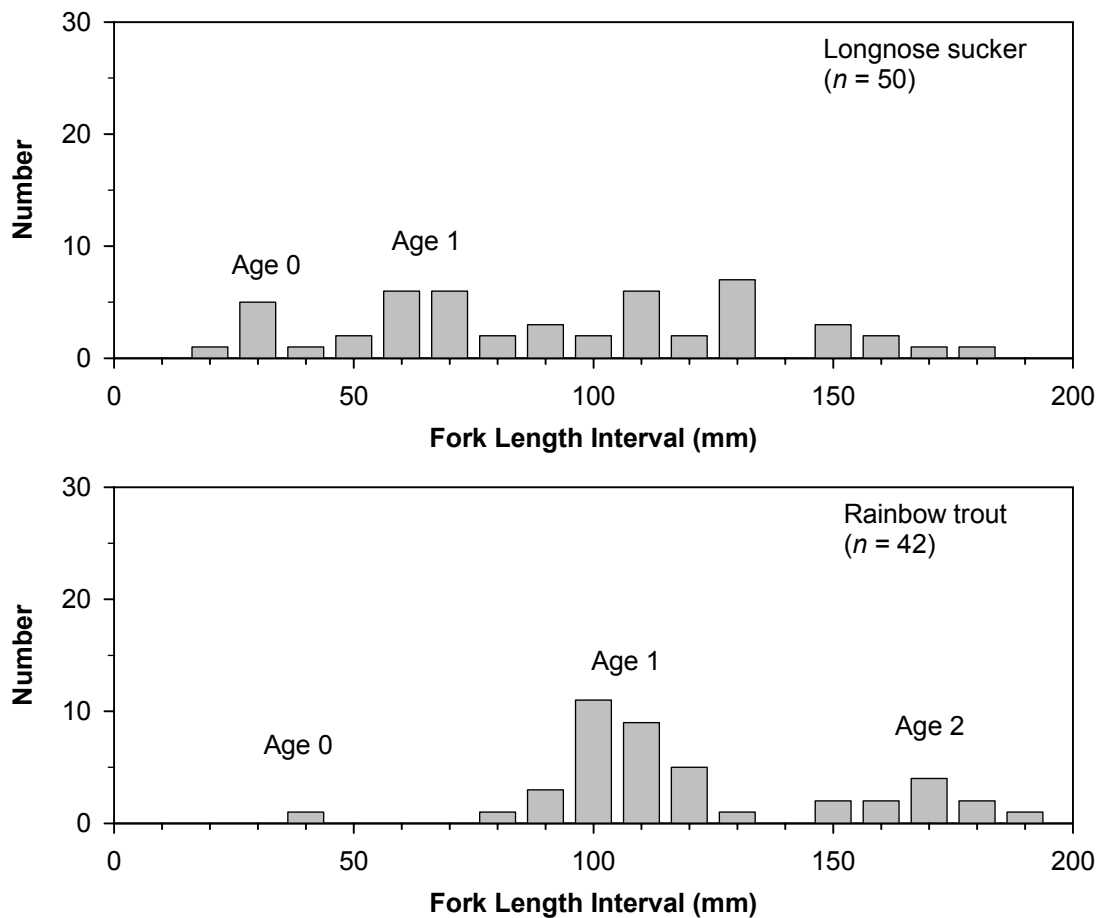 30
20
10
0
Number
Longnose sucker
(n = 50)
Age 0
Age 1
0
50
100
150
200
Fork Length Interval (mm)
30
20
10
0
Number
Rainbow trout
(n = 42)
Age 0
Age 1
Age 2
0
50
100
150
200
Fork Length Interval (mm)